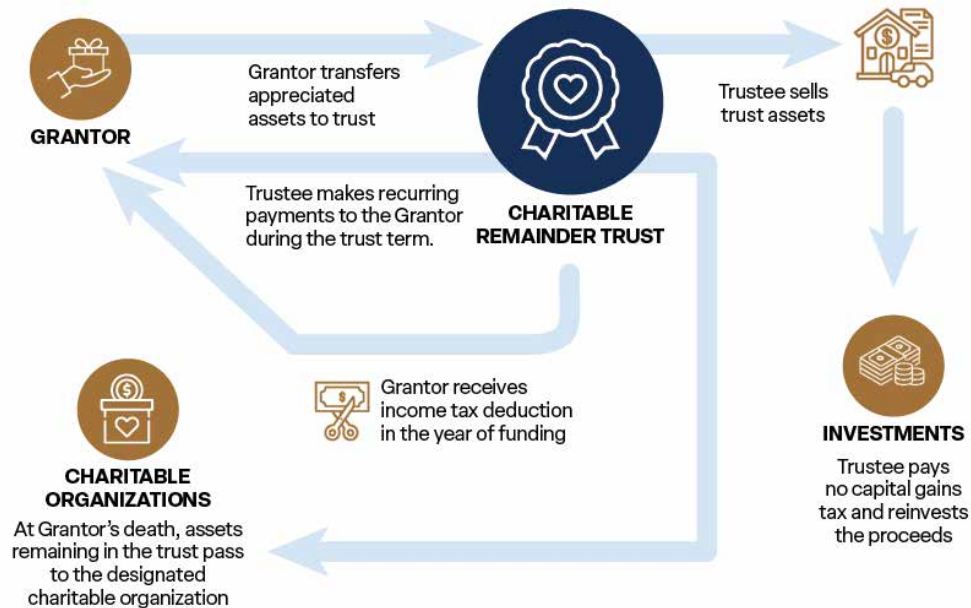 GRANTOR
Grantor transfers
appreciated
assets to trust
CHARITABLE
REMAINDER TRUST
Trustee sells
trust assets
Trustee makes recurring
payments to the Grantor
during the trust term.
Grantor receives
income tax deduction
in the year of funding
INVESTMENTS
Trustee pays
no capital gains
tax and reinvests
the proceeds
CHARITABLE
ORGANIZATIONS
At Grantor's death, assets
remaining in the trust pass
to the designated
charitable organization